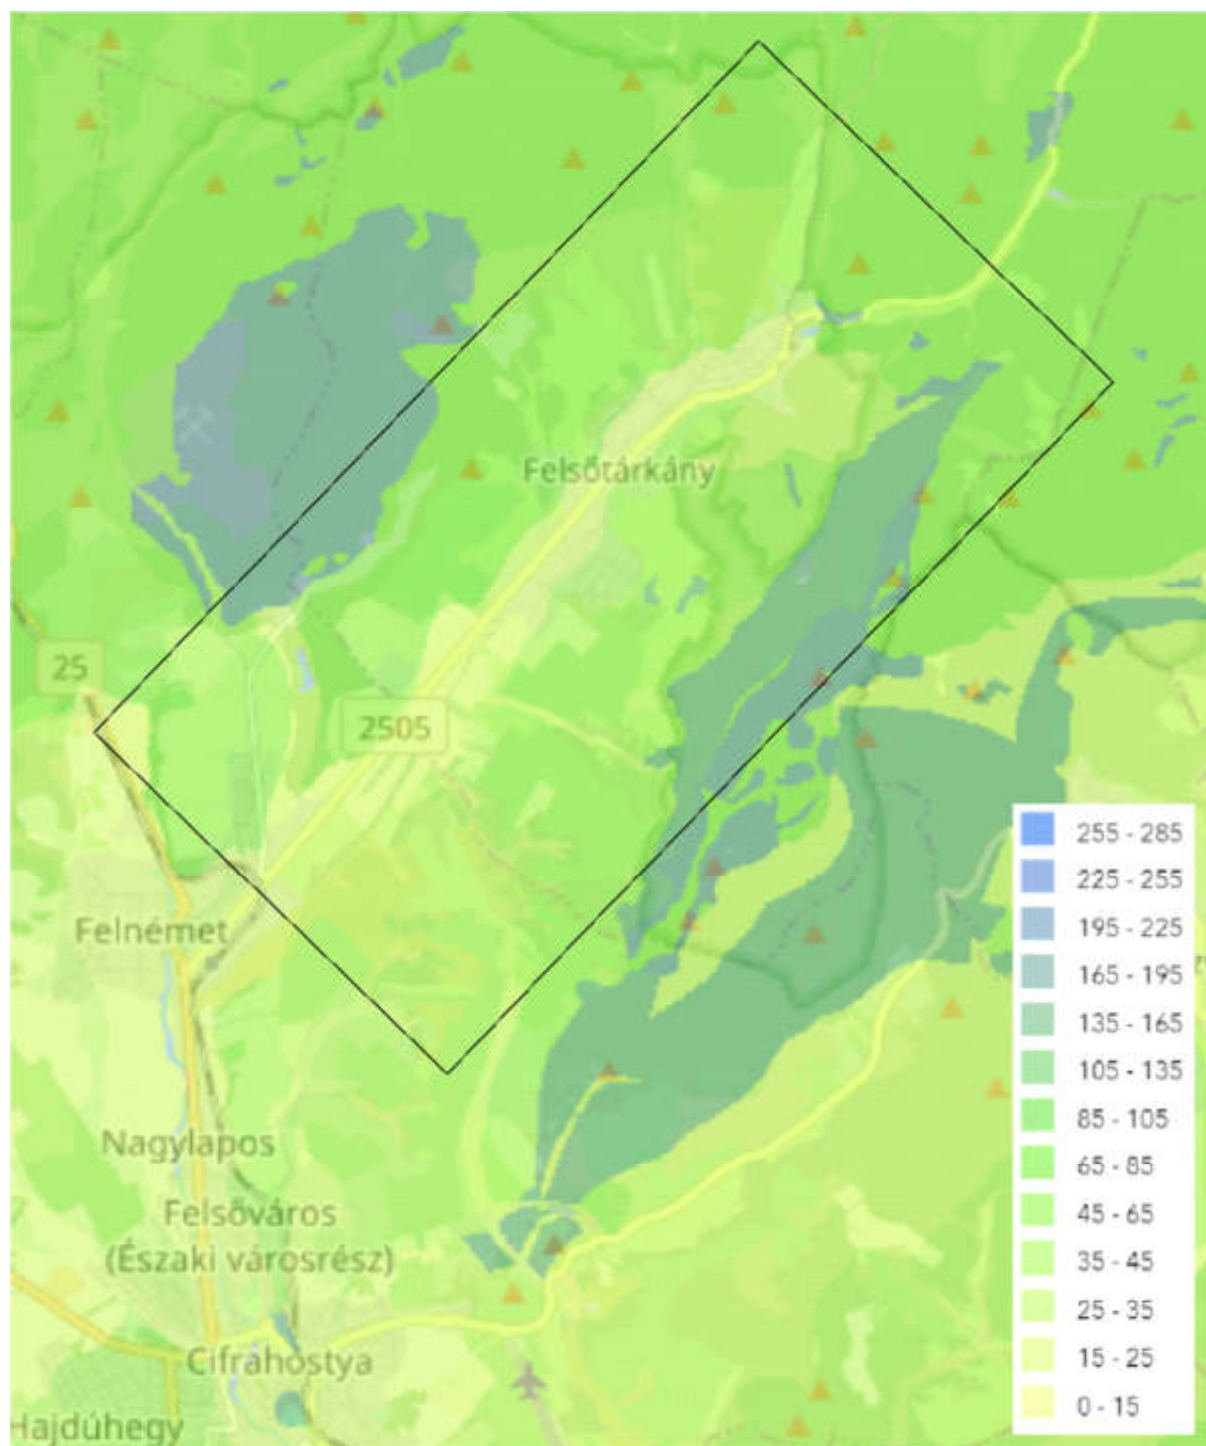 Felsőtárkány
25
2505
Felnémet
Nagylapos
Felsőváros
(Északi városrész)
Cifrahóstya
Hajdúhegy
255 - 285
225 - 255
195 - 225
165 - 195
135 - 165
105 - 135
85 - 105
65 - 85
45 - 65
35 - 45
25 - 35
15 - 25
0 - 15